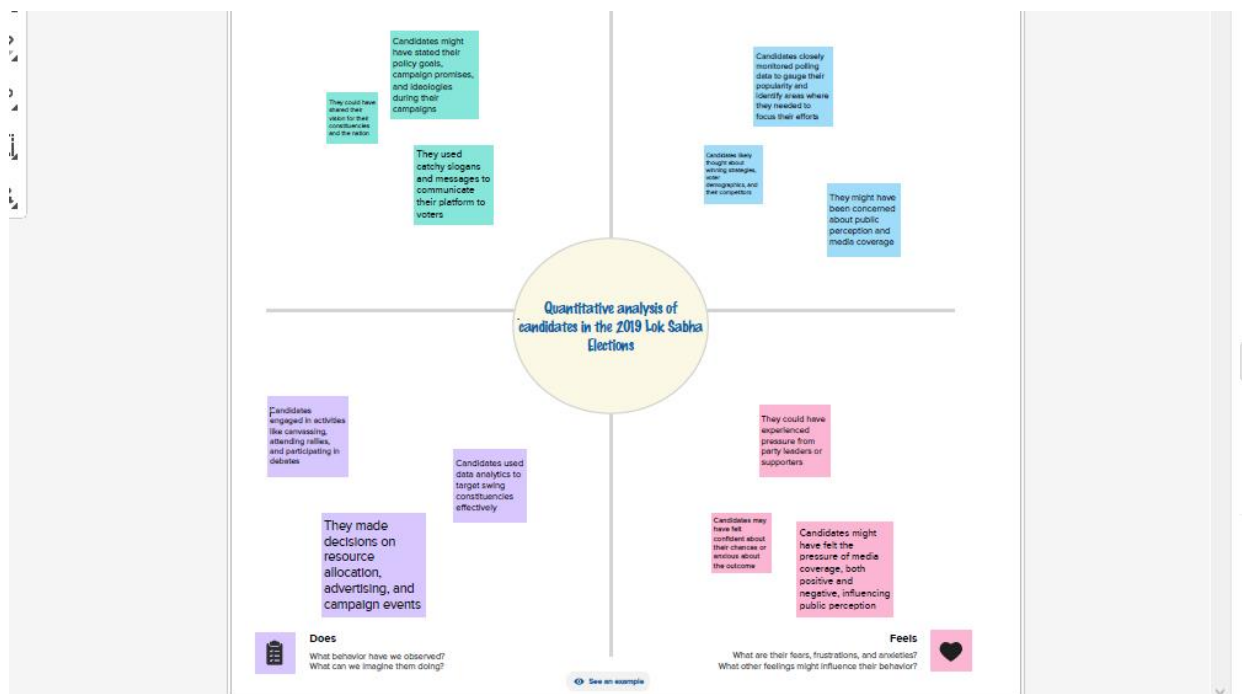 Candidates might
have stated their
policy goals,
campaign promises,
and ideologies
during their
campaigns
They could have
shared their
vision for their
constituencies
and the nation
They used
catchy slogans
and messages to
communicate
their platform to
voters
Candidates closely
monitored polling
data to gauge their
popularity and
identify areas where
they needed to
focus their efforts
Candidates likely
thought about
winning strategies,
voter
demographics, and
their competitors
They might have
been concerned
about public
perception and
media coverage
Quantitative analysis of
candidates in the 2019 Lok Sabha
Elections
Candidates
engaged in activities
like canvassing,
attending rallies,
and participating in
debates
Candidates used
data analytics to
target swing
constituencies
effectively
They made
decisions on
resource
allocation,
advertising, and
campaign events
They could have
experienced
pressure from
party leaders or
supporters
Candidates may
have felt
confident about
their chances or
anxious about
the outcome
Candidates might
have felt the
pressure of media
coverage, both
positive and
negative, influencing
public perception
Does
What behavior have we observed?
What can we imagine them doing?
Feels
What are their fears, frustrations, and anxieties?
What other feelings might influence their behavior?
See an example